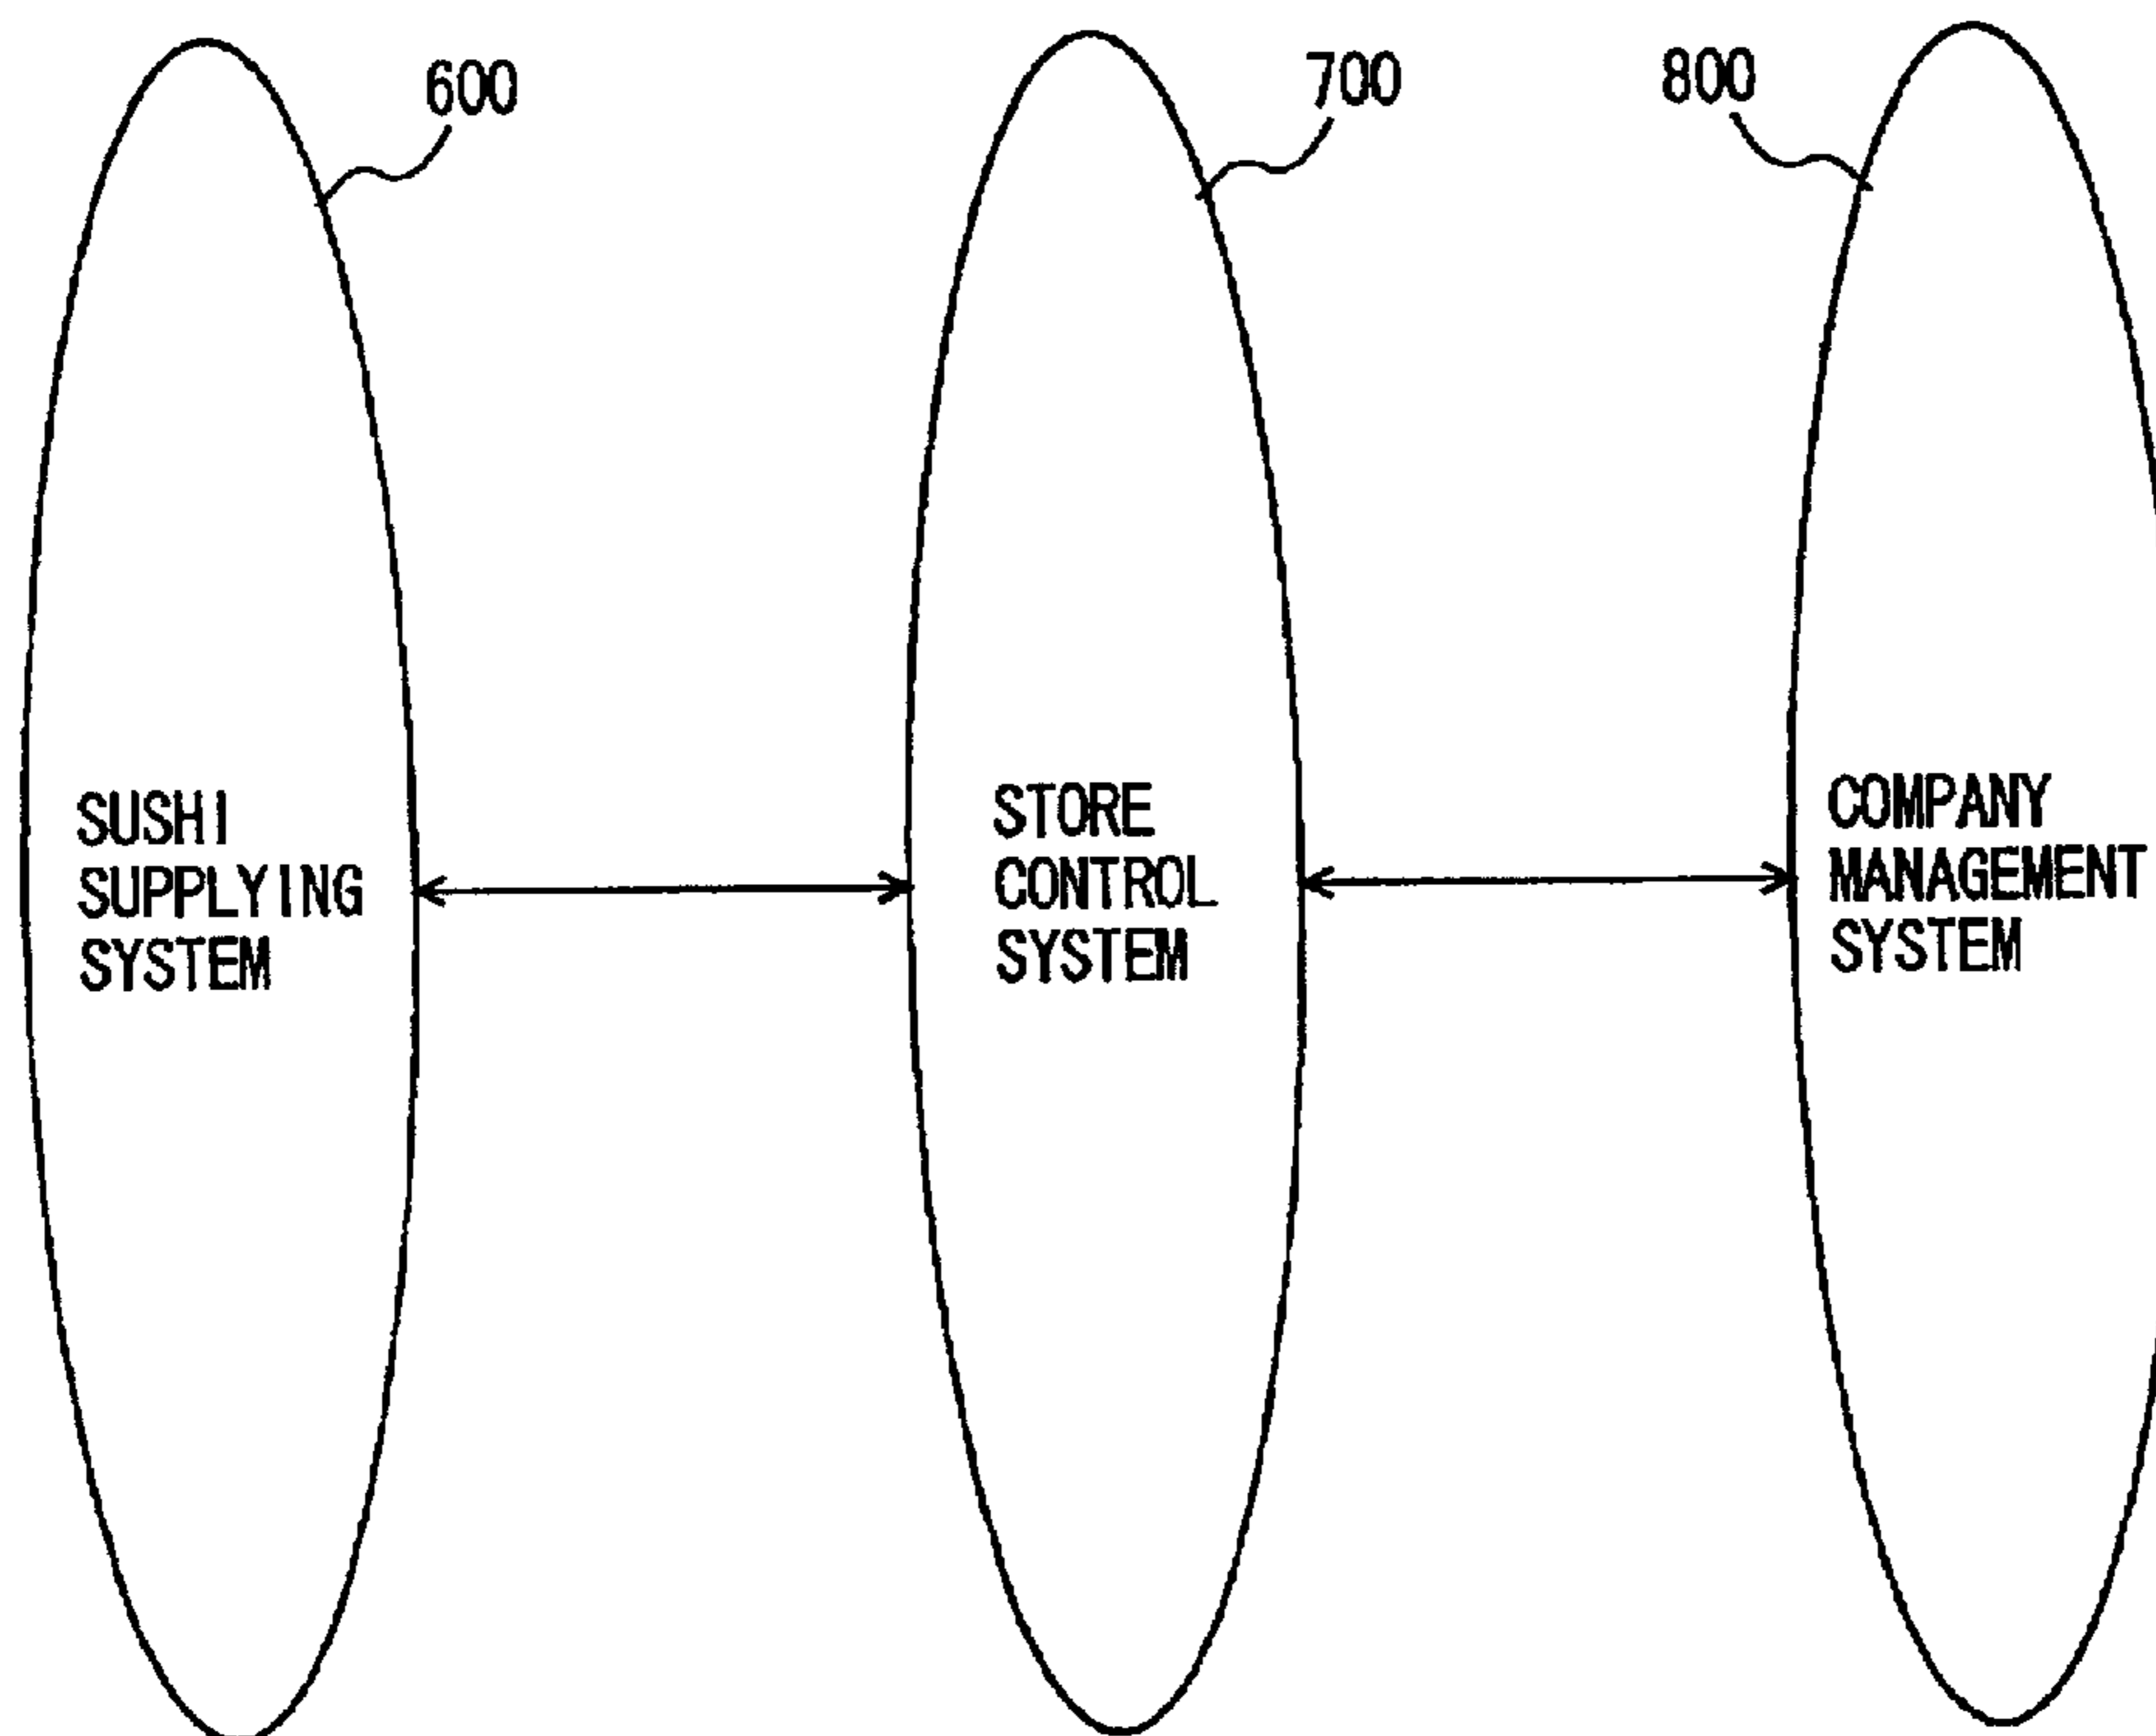 600
700
800
SUSHI
SUPPLYING
SYSTEM
STORE
CONTROL
SYSTEM
COMPANY
MANAGEMENT
SYSTEM